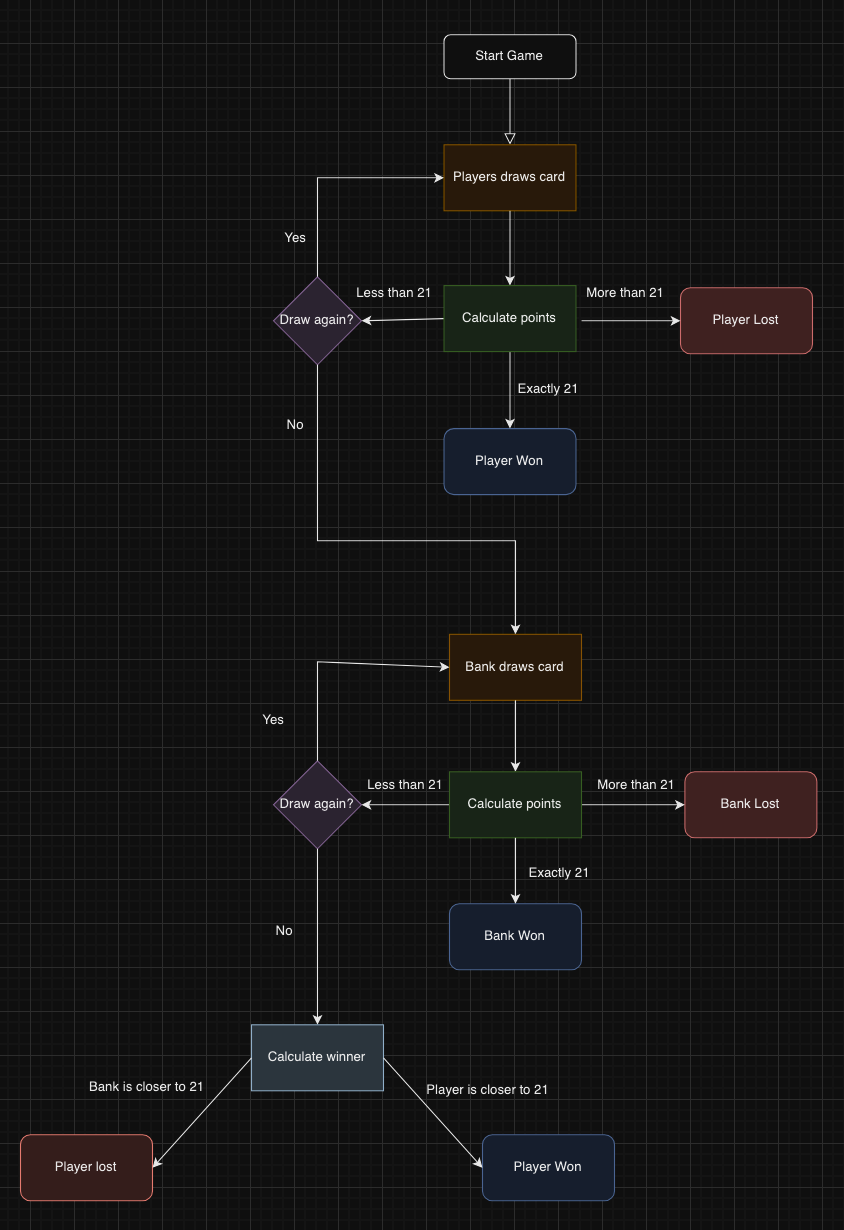 Start Game
Players draws card
Yes
Less than 21
More than 21
Draw again?
Calculate points
Player Lost
Exactly 21
No
Player Won
Bank draws card
Yes
Less than 21
More than 21
Draw again?
Calculate points
Bank Lost
Exactly 21
No
Bank Won
Calculate winner
Bank is closer to 21
Player is closer to 21
Player lost
Player Won